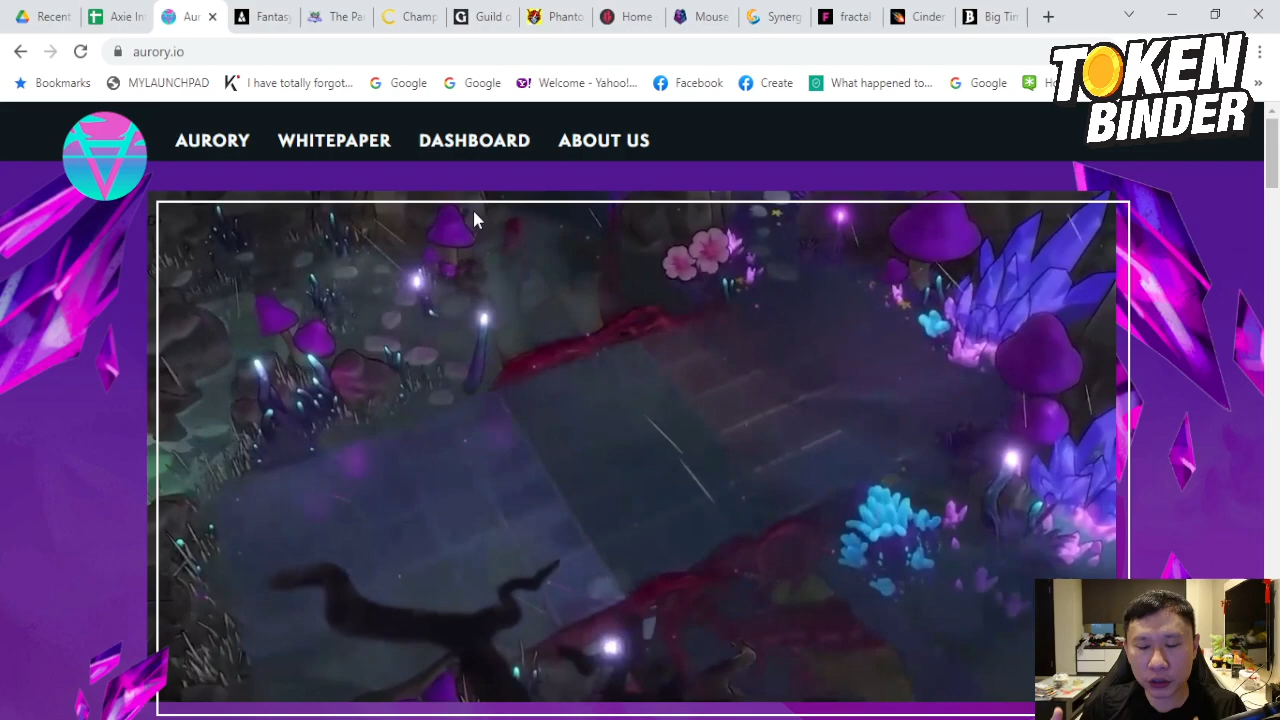 Recent
Axie In
Aur
Fantas
The Pa
Champ
Guild o
Phanto
Home
Mouse
Synerg
fractal
Cinder
Big Tim
aurory.io
Bookmarks
MYLAUNCHPAD
I have totally forgot...
Google
Google
Welcome - Yahoo!...
Facebook
Create
What happened to...
Google
TOKEN
BINDER
AURORY
WHITEPAPER
DASHBOARD
ABOUT US